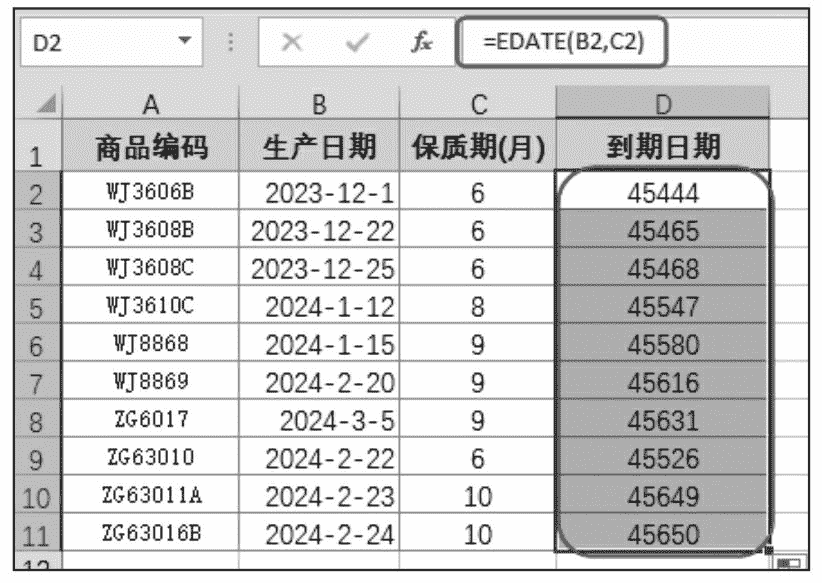 D2 fx =EDATE(B2,C2)
A B C D
1 商品编码 生产日期 保质期(月) 到期日期
2 WJ3606B 2023-12-1 6 45444
3 WJ3608B 2023-12-22 6 45465
4 WJ3608C 2023-12-25 6 45468
5 WJ3610C 2024-1-12 8 45547
6 WJ8868 2024-1-15 9 45580
7 WJ8869 2024-2-20 9 45616
8 ZG6017 2024-3-5 9 45631
9 ZG63010 2024-2-22 6 45526
10 ZG63011A 2024-2-23 10 45649
11 ZG63016B 2024-2-24 10 45650
12